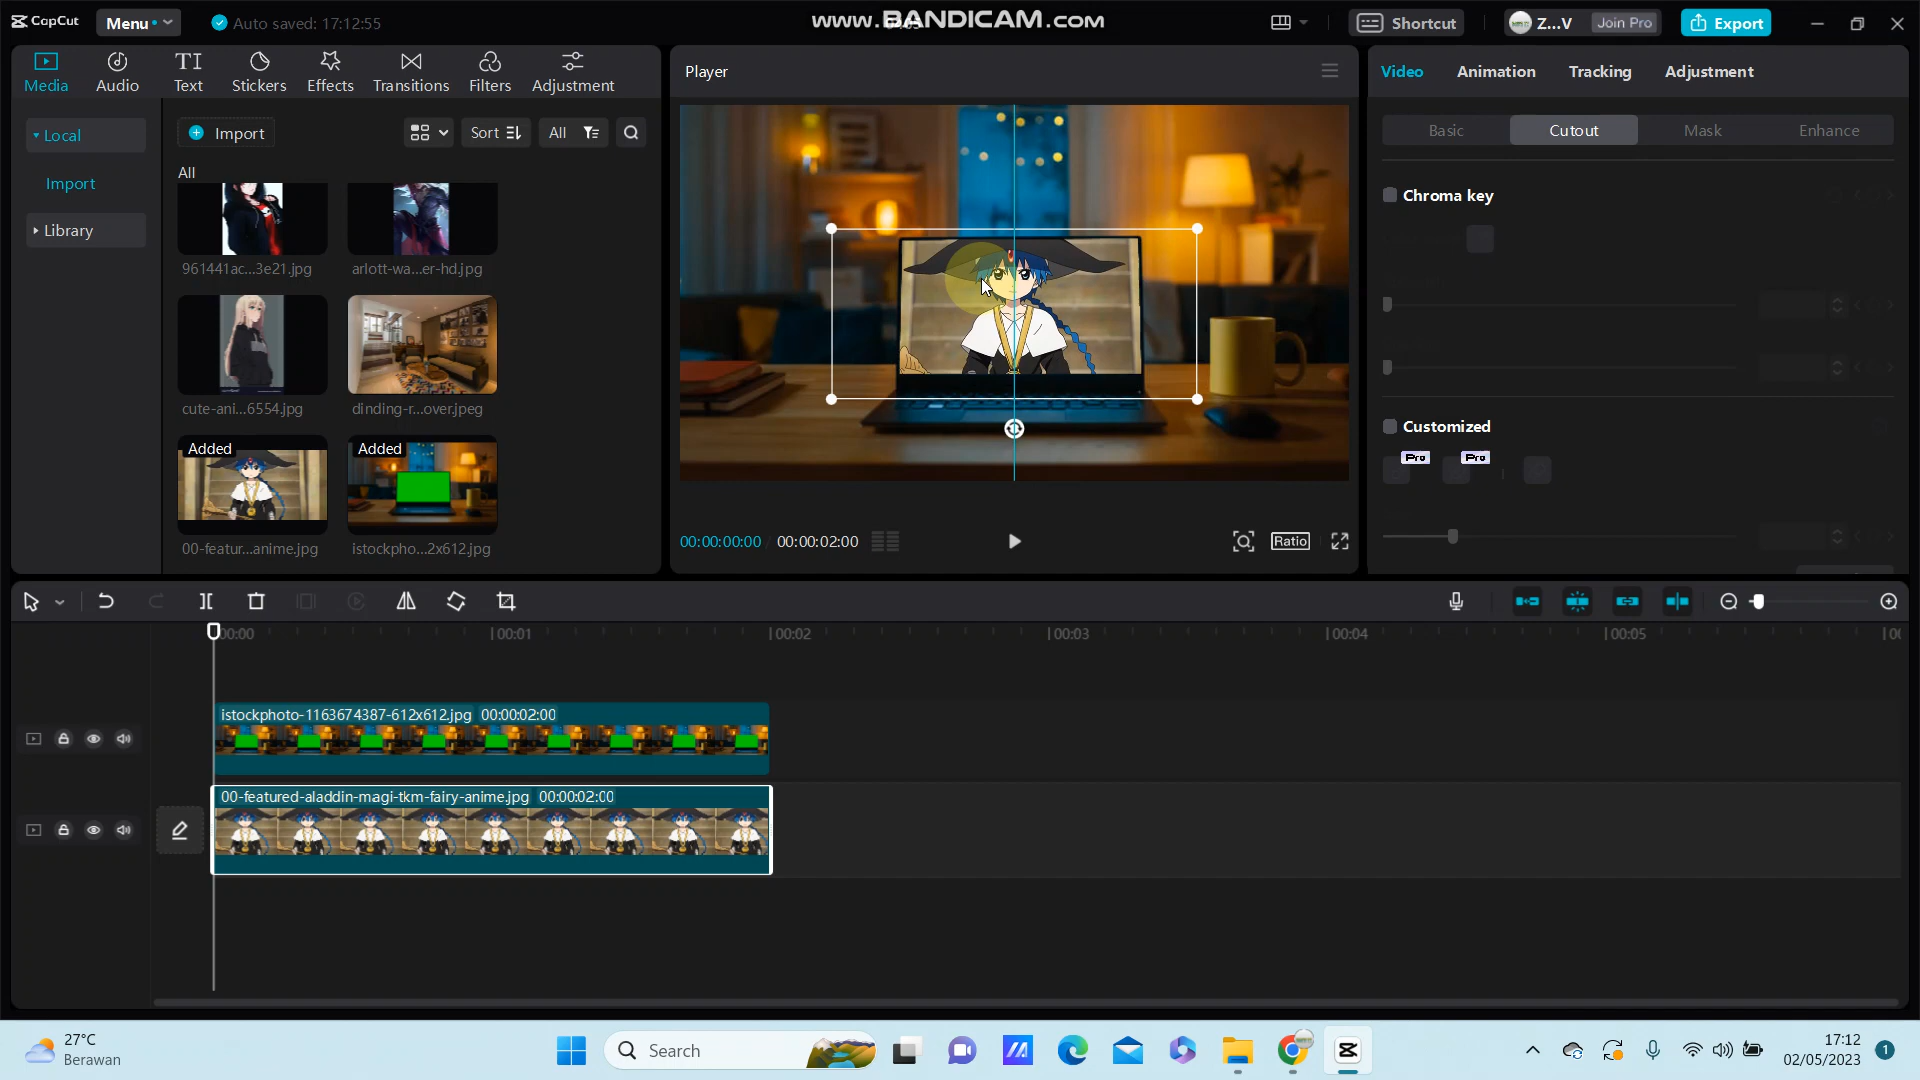 CapCut
Menu
Auto saved: 17:12:55
www.BANDICAM.com
Shortcut
Z...V
Join Pro
Export
Media
Audio
Text
Stickers
Effects
Transitions
Filters
Adjustment
Player
Video
Animation
Tracking
Adjustment
Local
Import
Sort
All
Basic
Cutout
Mask
Enhance
Import
All
Library
Chroma key
961441ac...3e21.jpg
arlott-wa...er-hd.jpg
cute-ani...6554.jpg
dinding-r...over.jpeg
Customized
Pro
Pro
Added
Added
00-featur...anime.jpg
istockpho...2x612.jpg
00:00:00:00
00:00:02:00
Ratio
00:00
00:01
00:02
00:03
00:04
00:05
istockphoto-1163674387-612x612.jpg 00:00:02:00
00-featured-aladdin-magi-tkm-fairy-anime.jpg 00:00:02:00
27°C
Berawan
Search
17:12
02/05/2023
1